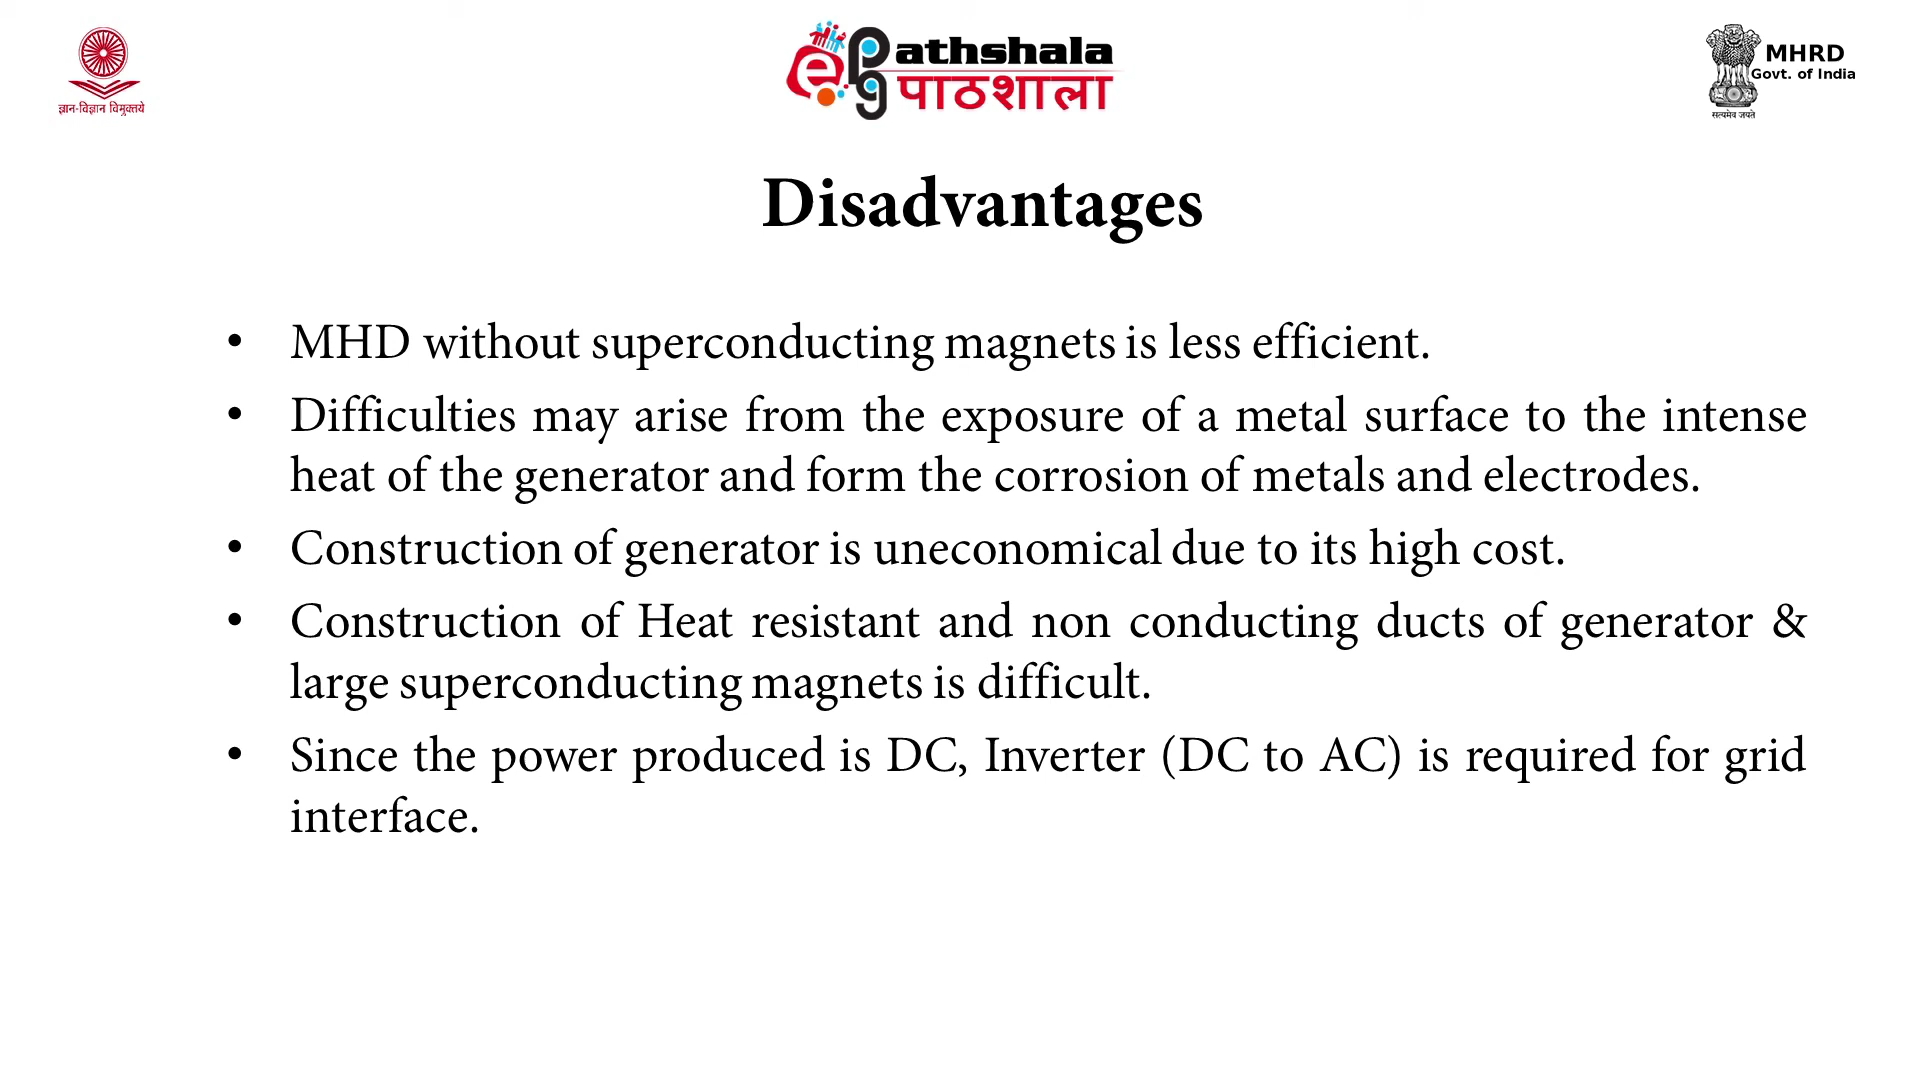 ज्ञान-विज्ञान विमुक्तये
e Pg athshala
पाठशाला
MHRD
Govt. of India
सत्यमेव जयते
Disadvantages
• MHD without superconducting magnets is less efficient.
• Difficulties may arise from the exposure of a metal surface to the intense
heat of the generator and form the corrosion of metals and electrodes.
• Construction of generator is uneconomical due to its high cost.
• Construction of Heat resistant and non conducting ducts of generator &
large superconducting magnets is difficult.
• Since the power produced is DC, Inverter (DC to AC) is required for grid
interface.